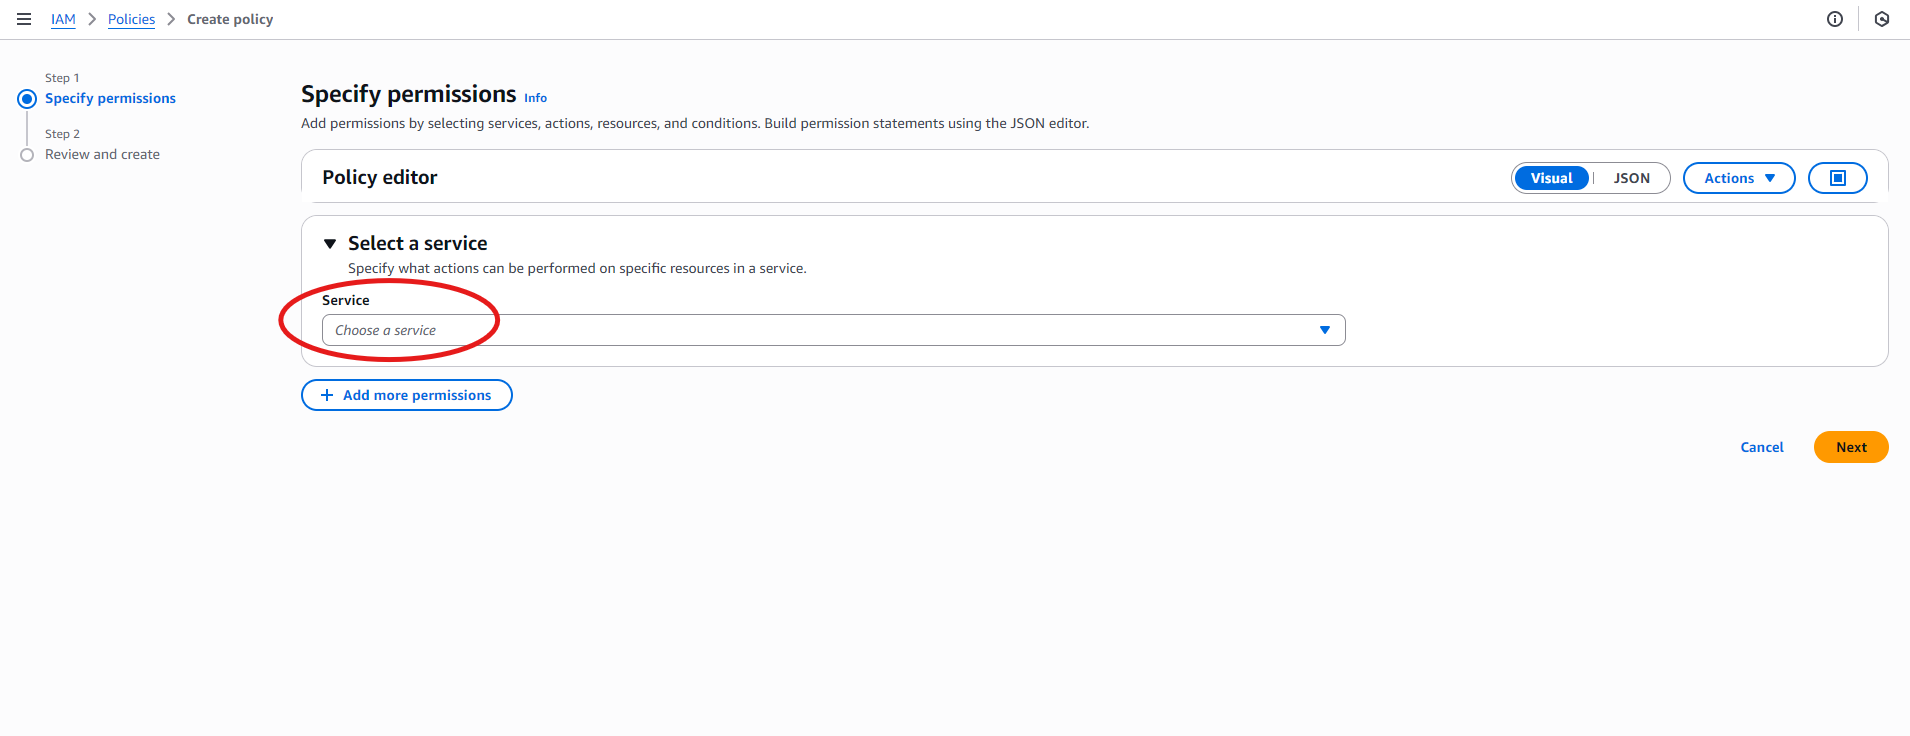 IAM > Policies > Create policy
Step 1
Specify permissions
Step 2
Review and create
Specify permissions Info
Add permissions by selecting services, actions, resources, and conditions. Build permission statements using the JSON editor.
Policy editor
Visual | JSON
Actions
Select a service
Specify what actions can be performed on specific resources in a service.
Service
Choose a service
+ Add more permissions
Cancel
Next